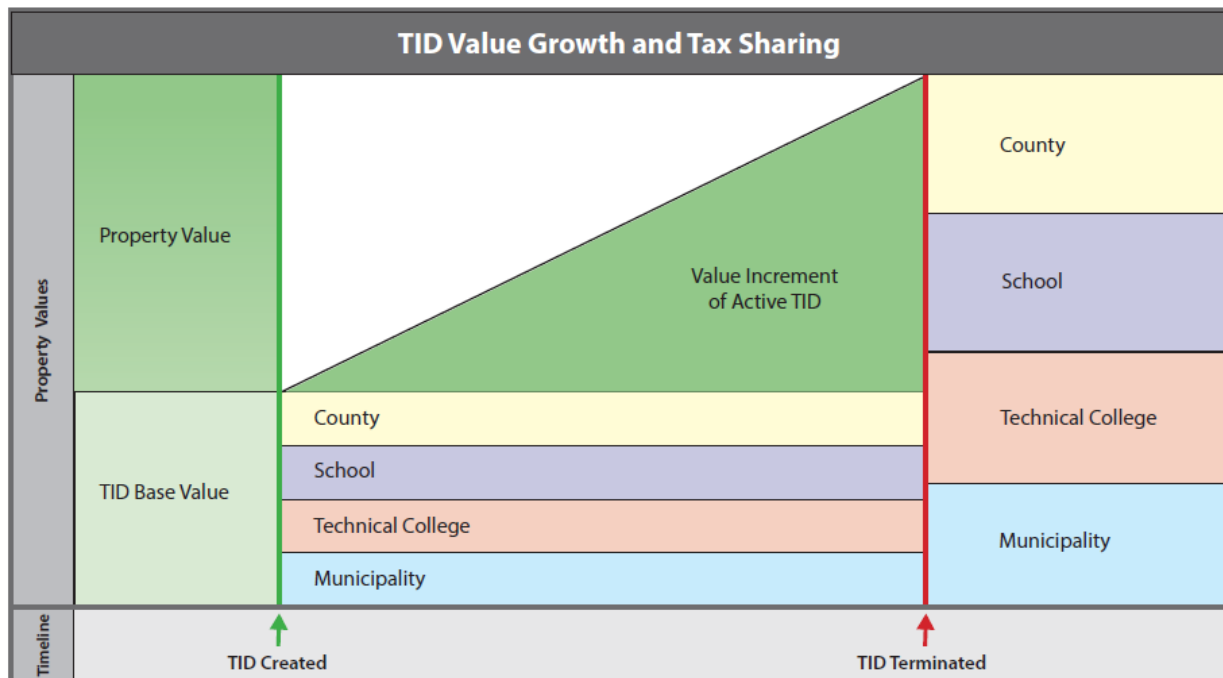 TID Value Growth and Tax Sharing
Property Values
Property Value
TID Base Value
Value Increment
of Active TID
County
School
Technical College
Municipality
County
School
Technical College
Municipality
Timeline
TID Created
TID Terminated